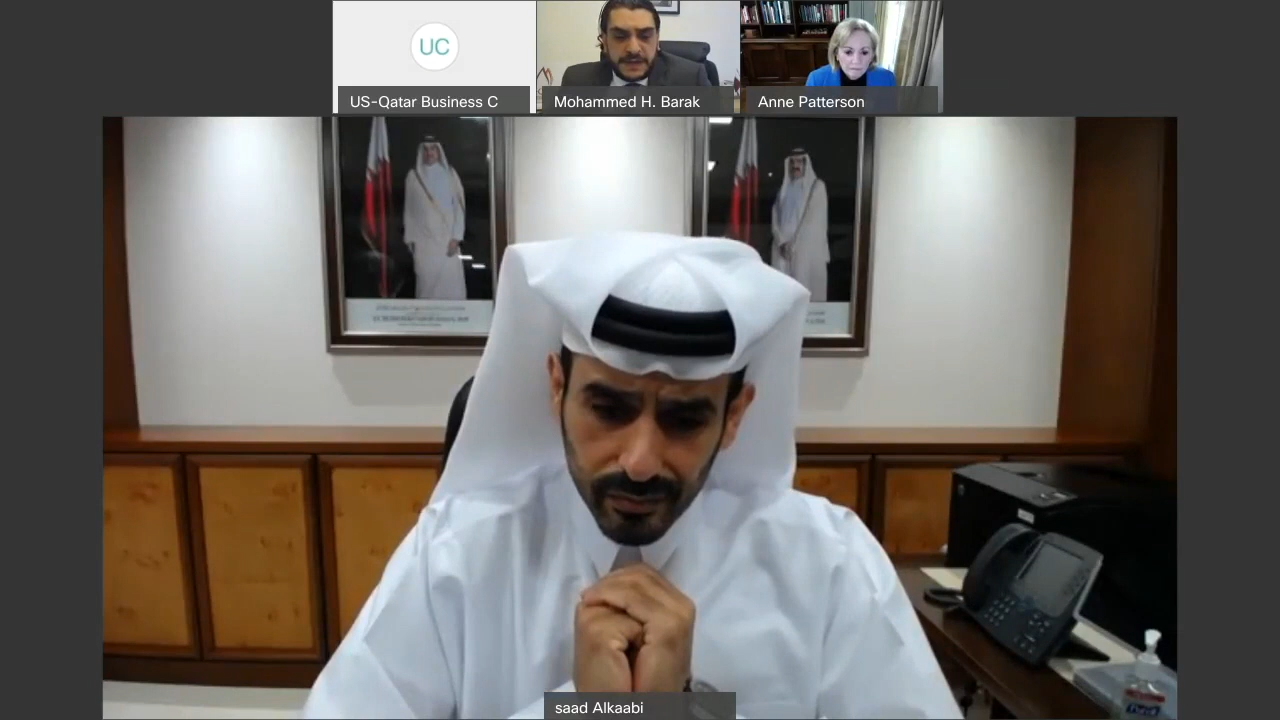 UC
US-Qatar Business C
Mohammed H. Barak
Anne Patterson
saad Alkaabi